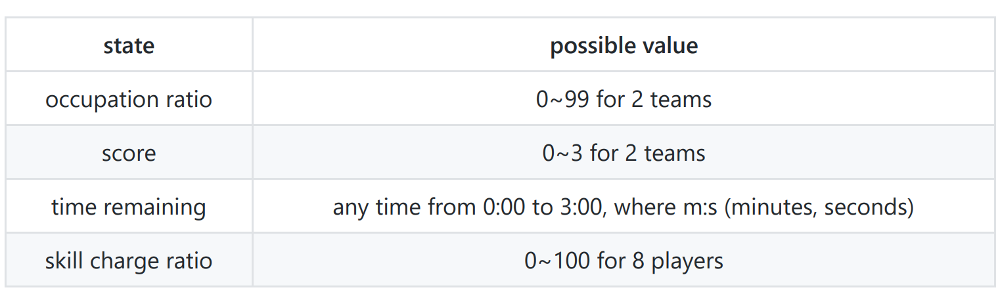 state possible value
occupation ratio 0~99 for 2 teams
score 0~3 for 2 teams
time remaining any time from 0:00 to 3:00, where m:s (minutes, seconds)
skill charge ratio 0~100 for 8 players